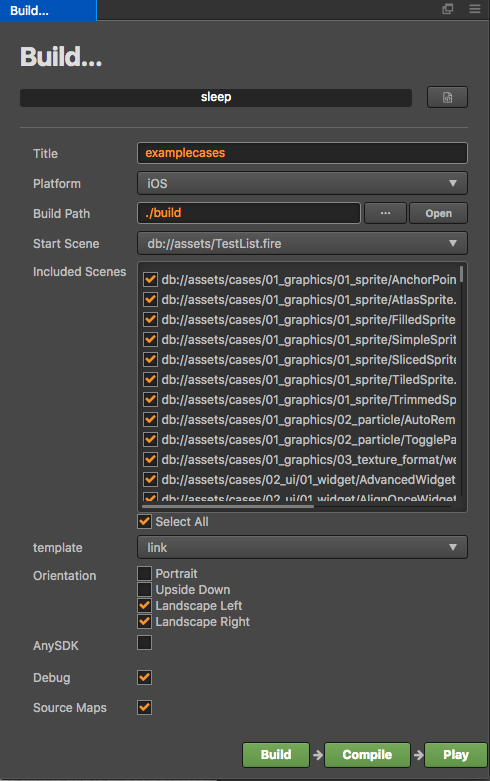 Build...
Build...
sleep
Title examplecases
Platform iOS
Build Path ./build ... Open
Start Scene db://assets/TestList.fire
Included Scenes
db://assets/cases/01_graphics/01_sprite/AnchorPoin
db://assets/cases/01_graphics/01_sprite/AtlasSprite.
db://assets/cases/01_graphics/01_sprite/FilledSprite
db://assets/cases/01_graphics/01_sprite/SimpleSprit
db://assets/cases/01_graphics/01_sprite/SlicedSprite
db://assets/cases/01_graphics/01_sprite/TiledSprite.
db://assets/cases/01_graphics/01_sprite/TrimmedSp
db://assets/cases/01_graphics/02_particle/AutoRem
db://assets/cases/01_graphics/02_particle/TogglePa
db://assets/cases/01_graphics/03_texture_format/we
db://assets/cases/02_ui/01_widget/AdvancedWidget
db://assets/cases/02_ui/01_widget/AlignOnceWidget
Select All
template link
Orientation Portrait
Upside Down
Landscape Left
Landscape Right
AnySDK
Debug
Source Maps
Build Compile Play